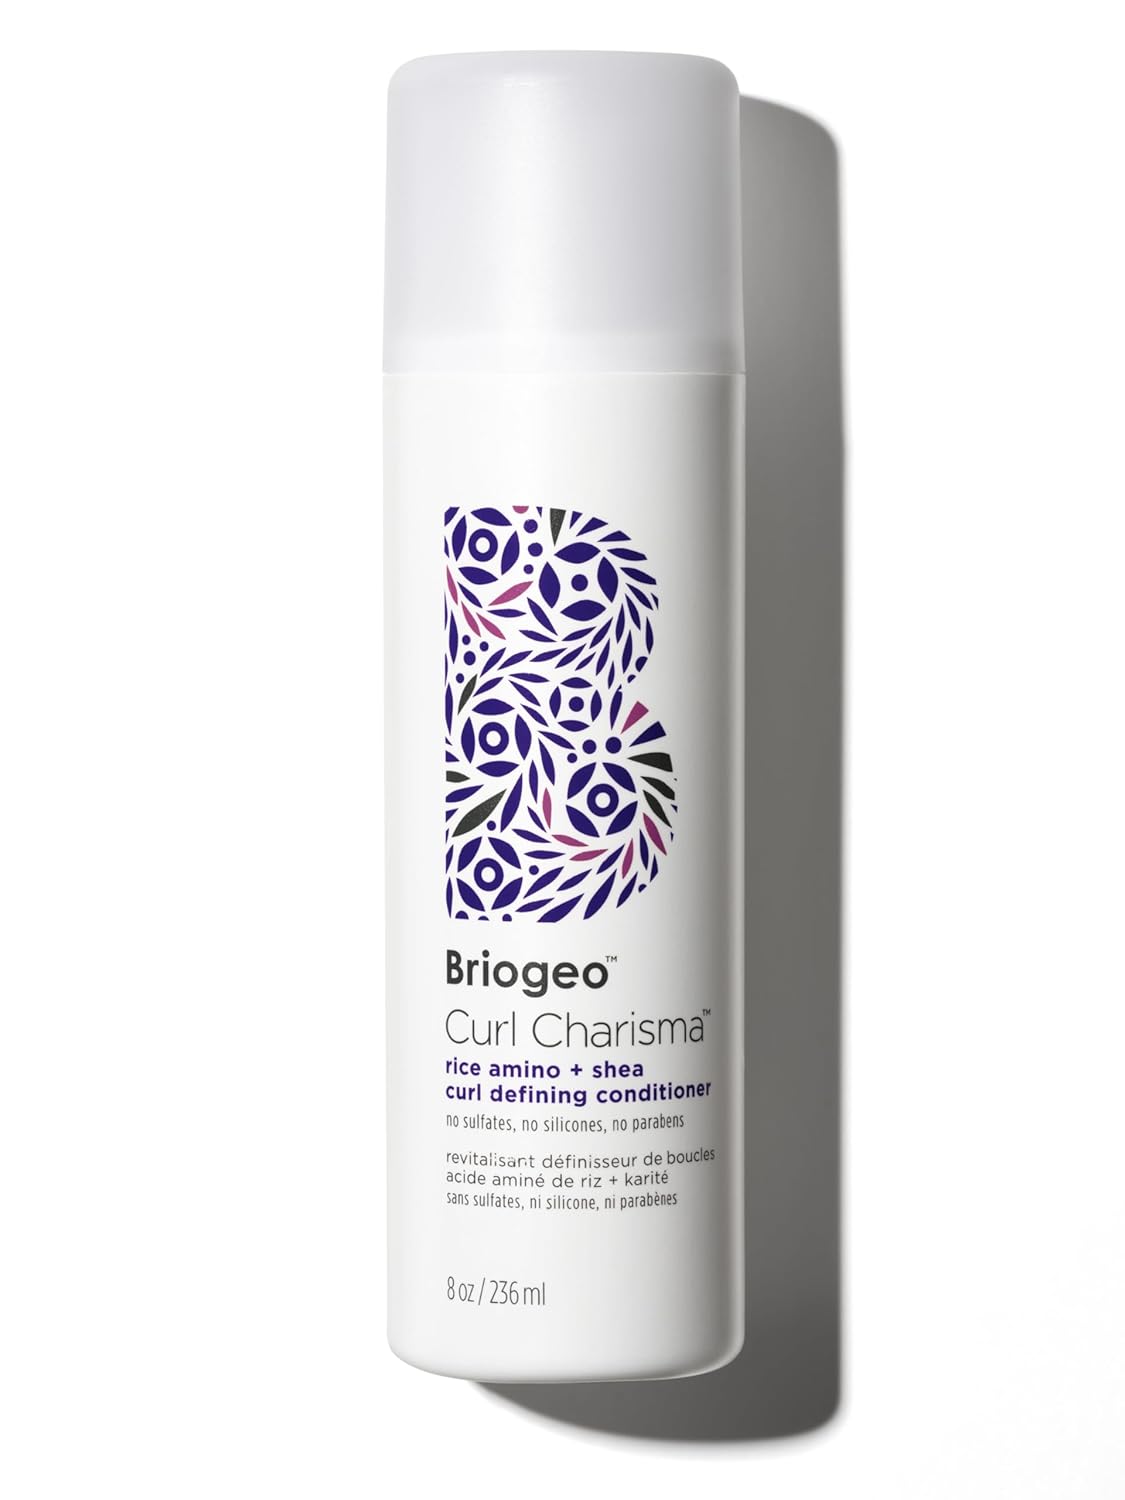 Briogeo™
Curl Charisma™
rice amino + shea
curl defining conditioner
no sulfates, no silicones, no parabens
revitalisant définisseur de boucles
acide aminé de riz + karité
sans sulfates, ni silicone, ni parabènes
8 oz / 236 ml